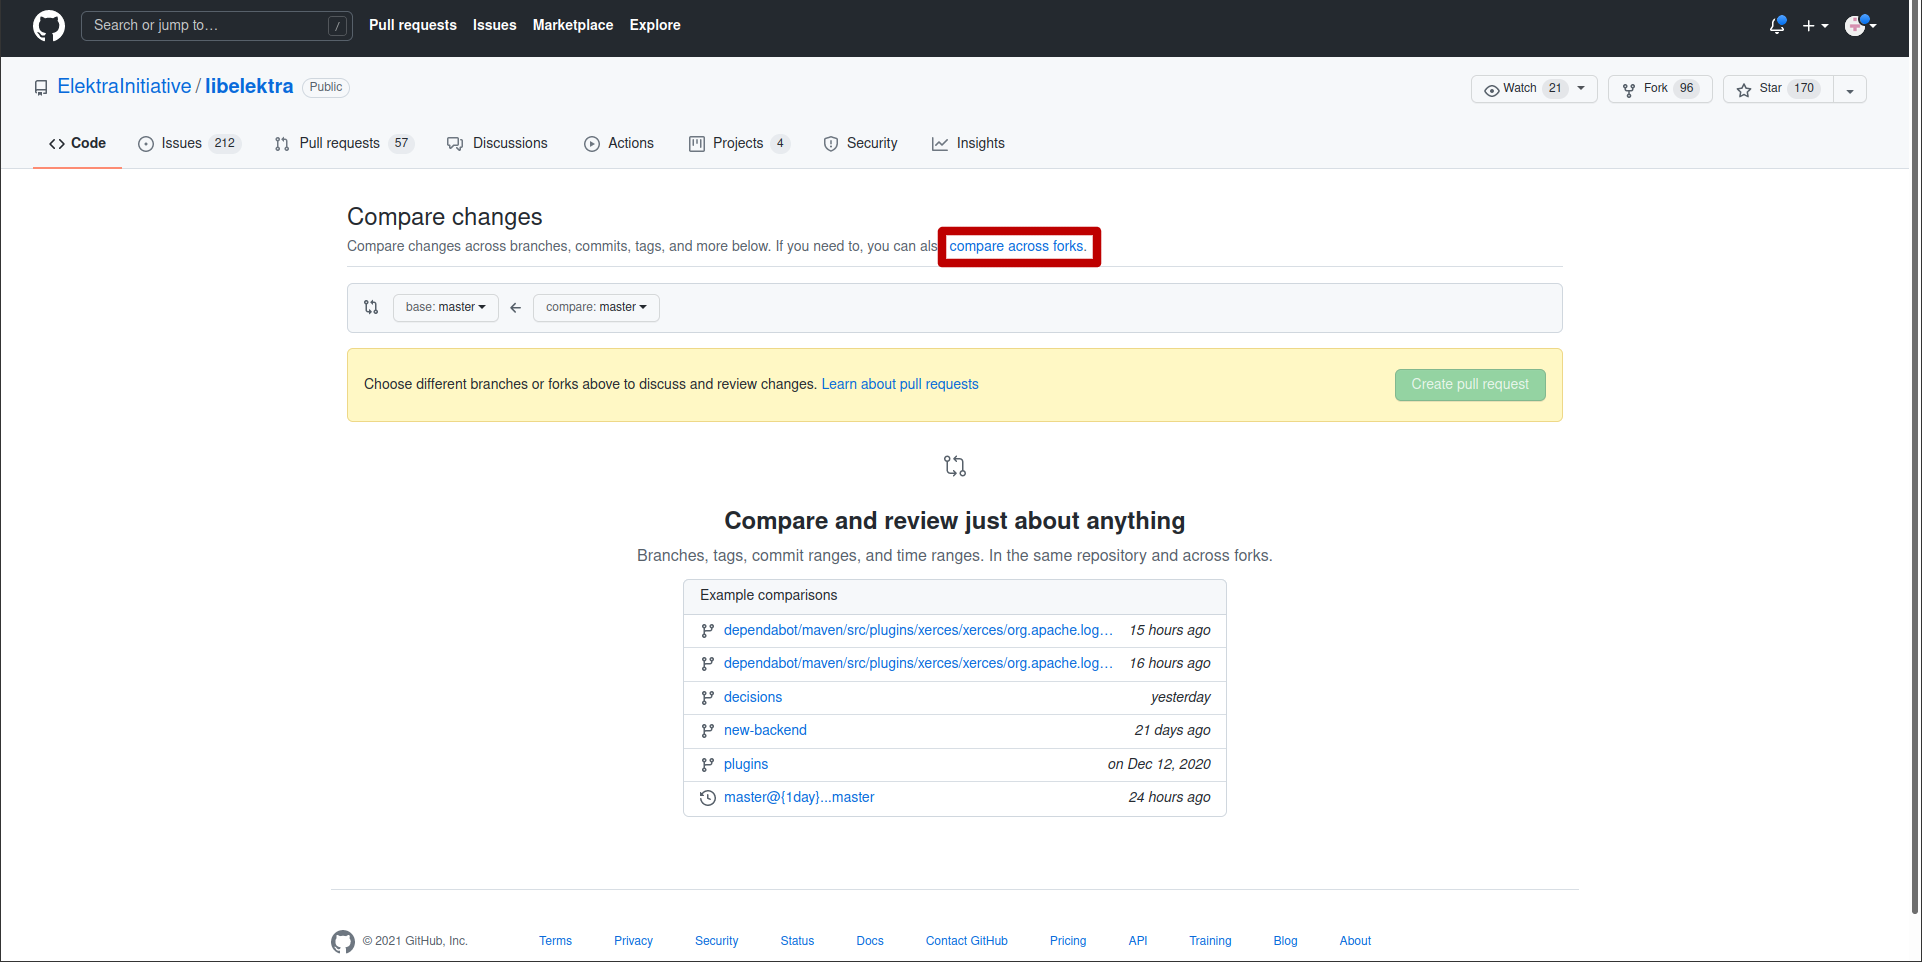 Search or jump to… /
Pull requests Issues Marketplace Explore
ElektraInitiative / libelektra Public
Watch 21 Fork 96 Star 170
Code Issues 212 Pull requests 57 Discussions Actions Projects 4 Security Insights
Compare changes
Compare changes across branches, commits, tags, and more below. If you need to, you can als compare across forks.
base: master compare: master
Choose different branches or forks above to discuss and review changes. Learn about pull requests
Create pull request
Compare and review just about anything
Branches, tags, commit ranges, and time ranges. In the same repository and across forks.
Example comparisons
dependabot/maven/src/plugins/xerces/xerces/org.apache.log… 15 hours ago
dependabot/maven/src/plugins/xerces/xerces/org.apache.log… 16 hours ago
decisions yesterday
new-backend 21 days ago
plugins on Dec 12, 2020
master@{1day}...master 24 hours ago
© 2021 GitHub, Inc. Terms Privacy Security Status Docs Contact GitHub Pricing API Training Blog About